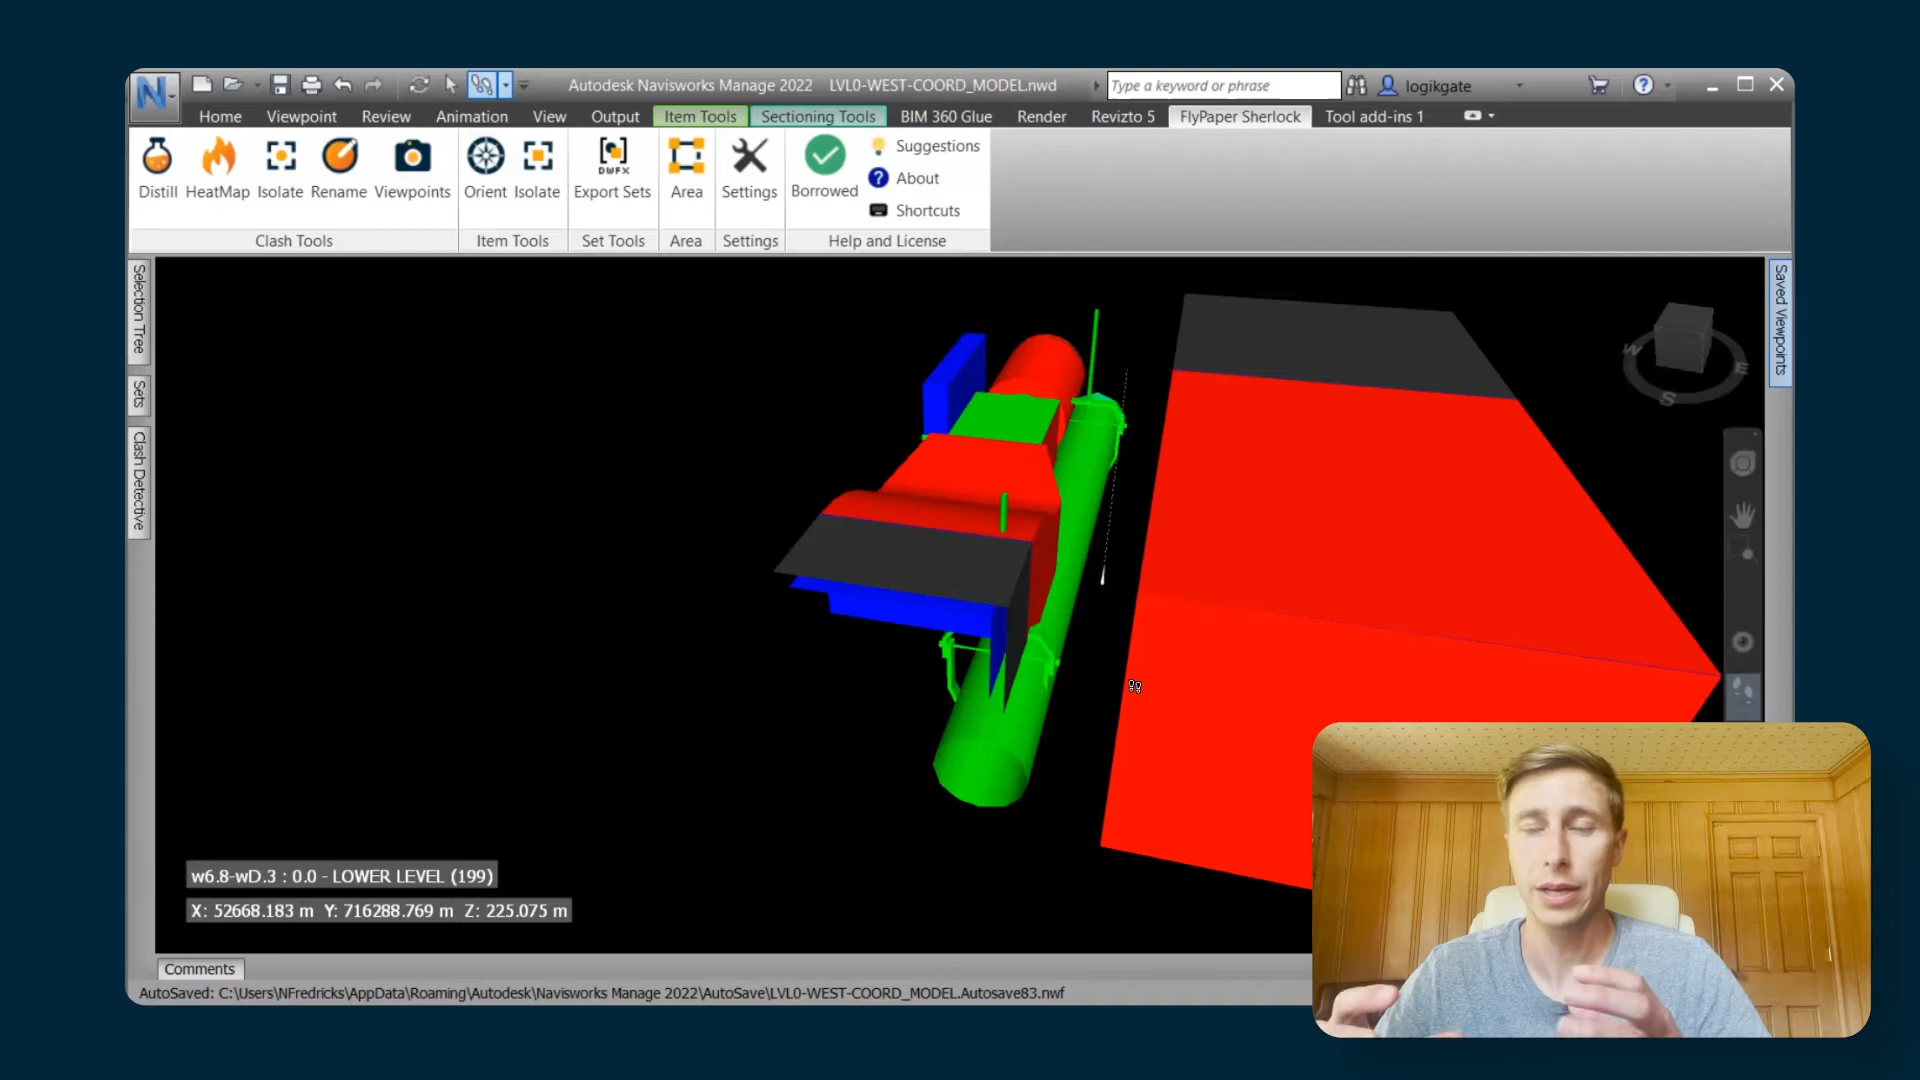 Autodesk Navisworks Manage 2022 LVL0-WEST-COORD_MODEL.nwd
Type a keyword or phrase
logikgate
Home Viewpoint Review Animation View Output Item Tools Sectioning Tools BIM 360 Glue Render Revizto 5 FlyPaper Sherlock Tool add-ins 1
Distill HeatMap Isolate Rename Viewpoints Orient Isolate Export Sets Area Settings Borrowed
DWFX
Suggestions
About
Shortcuts
Clash Tools Item Tools Set Tools Area Settings Help and License
Selection Tree
Sets
Clash Detective
Saved Viewpoints
W
E
S
w6.8-wD.3 : 0.0 - LOWER LEVEL (199)
X: 52668.183 m Y: 716288.769 m Z: 225.075 m
Comments
AutoSaved: C:\Users\NFredricks\AppData\Roaming\Autodesk\Navisworks Manage 2022\AutoSave\LVL0-WEST-COORD_MODEL.Autosave83.nwf